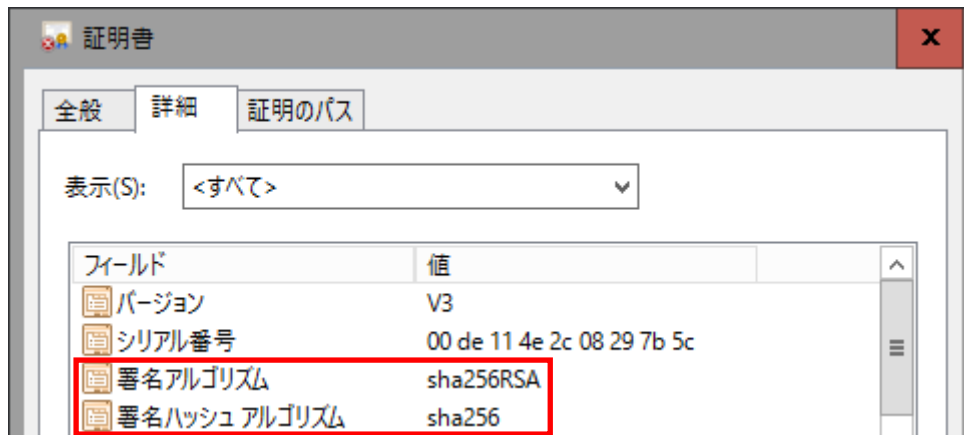 証明書
全般 詳細 証明のパス
表示(S): <すべて>
フィールド 値
バージョン V3
シリアル番号 00 de 11 4e 2c 08 29 7b 5c
署名アルゴリズム sha256RSA
署名ハッシュ アルゴリズム sha256